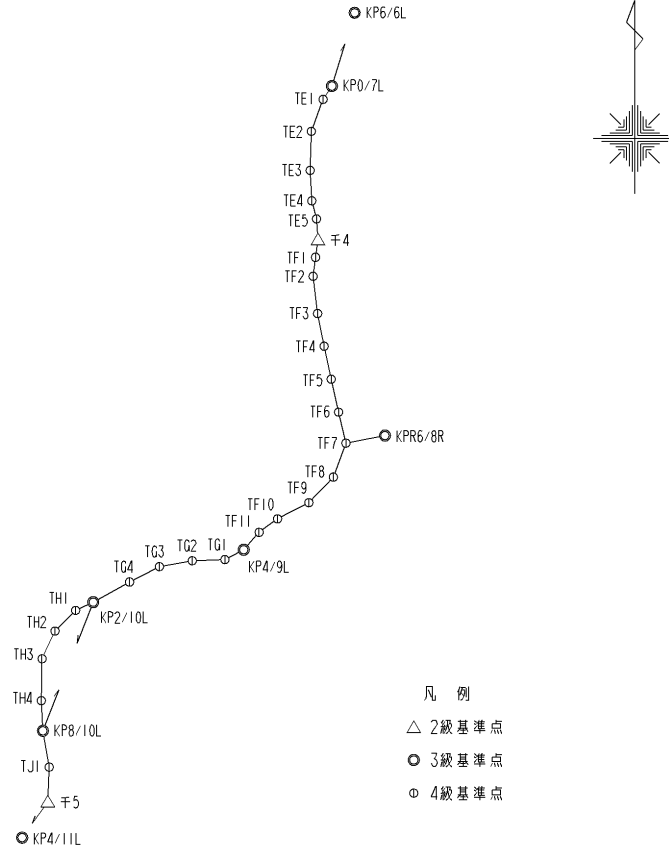 KP6/6L
KP0/7L
TE1
TE2
TE3
TE4
TE5
千4
TF1
TF2
TF3
TF4
TF5
TF6
TF7
KPR6/8R
TF8
TF9
TF10
TF11
KP4/9L
TG1
TG2
TG3
TG4
KP2/10L
TH1
TH2
TH3
TH4
KP8/10L
TJ1
千5
KP4/11L
凡 例
2級基準点
3級基準点
4級基準点